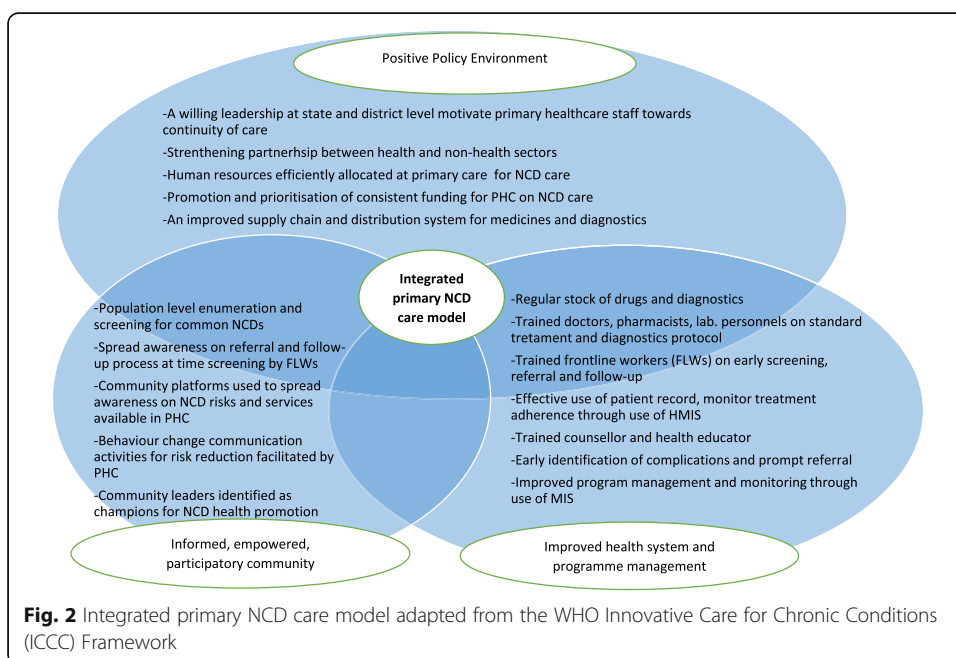 Positive Policy Environment
-A willing leadership at state and district level motivate primary healthcare staff towards
continuity of care
-Strenthening partnerhsip between health and non-health sectors
-Human resources efficiently allocated at primary care for NCD care
-Promotion and prioritisation of consistent funding for PHC on NCD care
-An improved supply chain and distribution system for medicines and diagnostics
Integrated
primary NCD
care model
-Population level enumeration and
screening for common NCDs
-Spread awareness on referral and follow-
up process at time screening by FLWs
-Community platforms used to spread
awareness on NCD risks and services
available in PHC
-Behaviour change communication
activities for risk reduction facilitated by
PHC
-Community leaders identified as
champions for NCD health promotion
-Regular stock of drugs and diagnostics
-Trained doctors, pharmacists, lab. personnels on standard
tretament and diagnostics protocol
-Trained frontline workers (FLWs) on early screening,
referral and follow-up
-Effective use of patient record, monitor treatment
adherence through use of HMIS
-Trained counsellor and health educator
-Early identification of complications and prompt referral
-Improved program management and monitoring through
use of MIS
Informed, empowered,
participatory community
Improved health system and
programme management
Fig. 2 Integrated primary NCD care model adapted from the WHO Innovative Care for Chronic Conditions
(ICCC) Framework